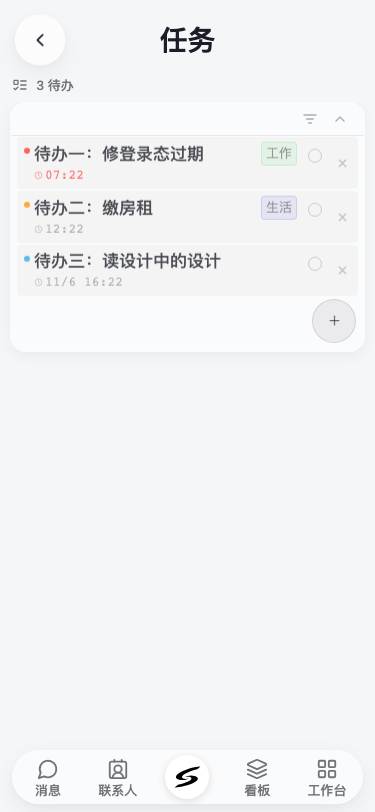 任务
3 待办
待办一：修登录态过期 工作
07:22
待办二：缴房租 生活
12:22
待办三：读设计中的设计
11/6 16:22
消息 联系人 看板 工作台